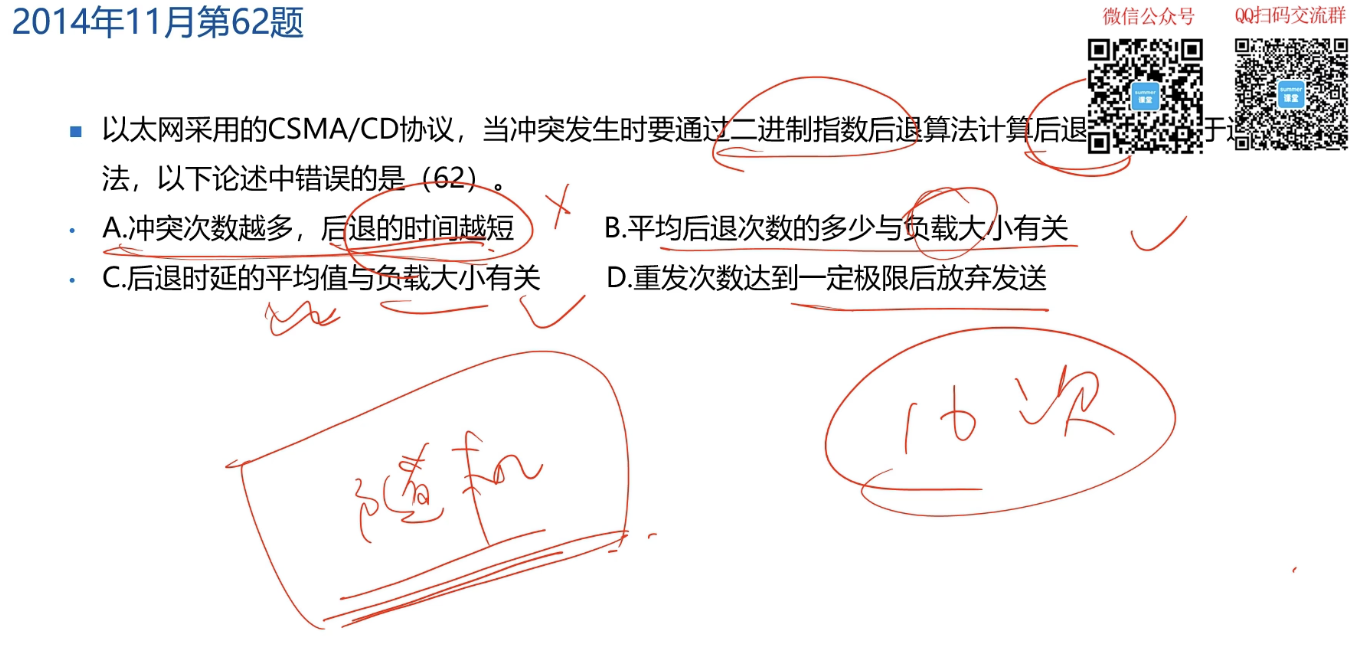 2014年11月第62题
微信公众号
QQ扫码交流群
summer
课堂
summer
课堂
■ 以太网采用的CSMA/CD协议，当冲突发生时要通过二进制指数后退算法计算后退
法，以下论述中错误的是（62）。
• A.冲突次数越多，后退的时间越短 B.平均后退次数的多少与负载大小有关
• C.后退时延的平均值与负载大小有关 D.重发次数达到一定极限后放弃发送
16次
随机